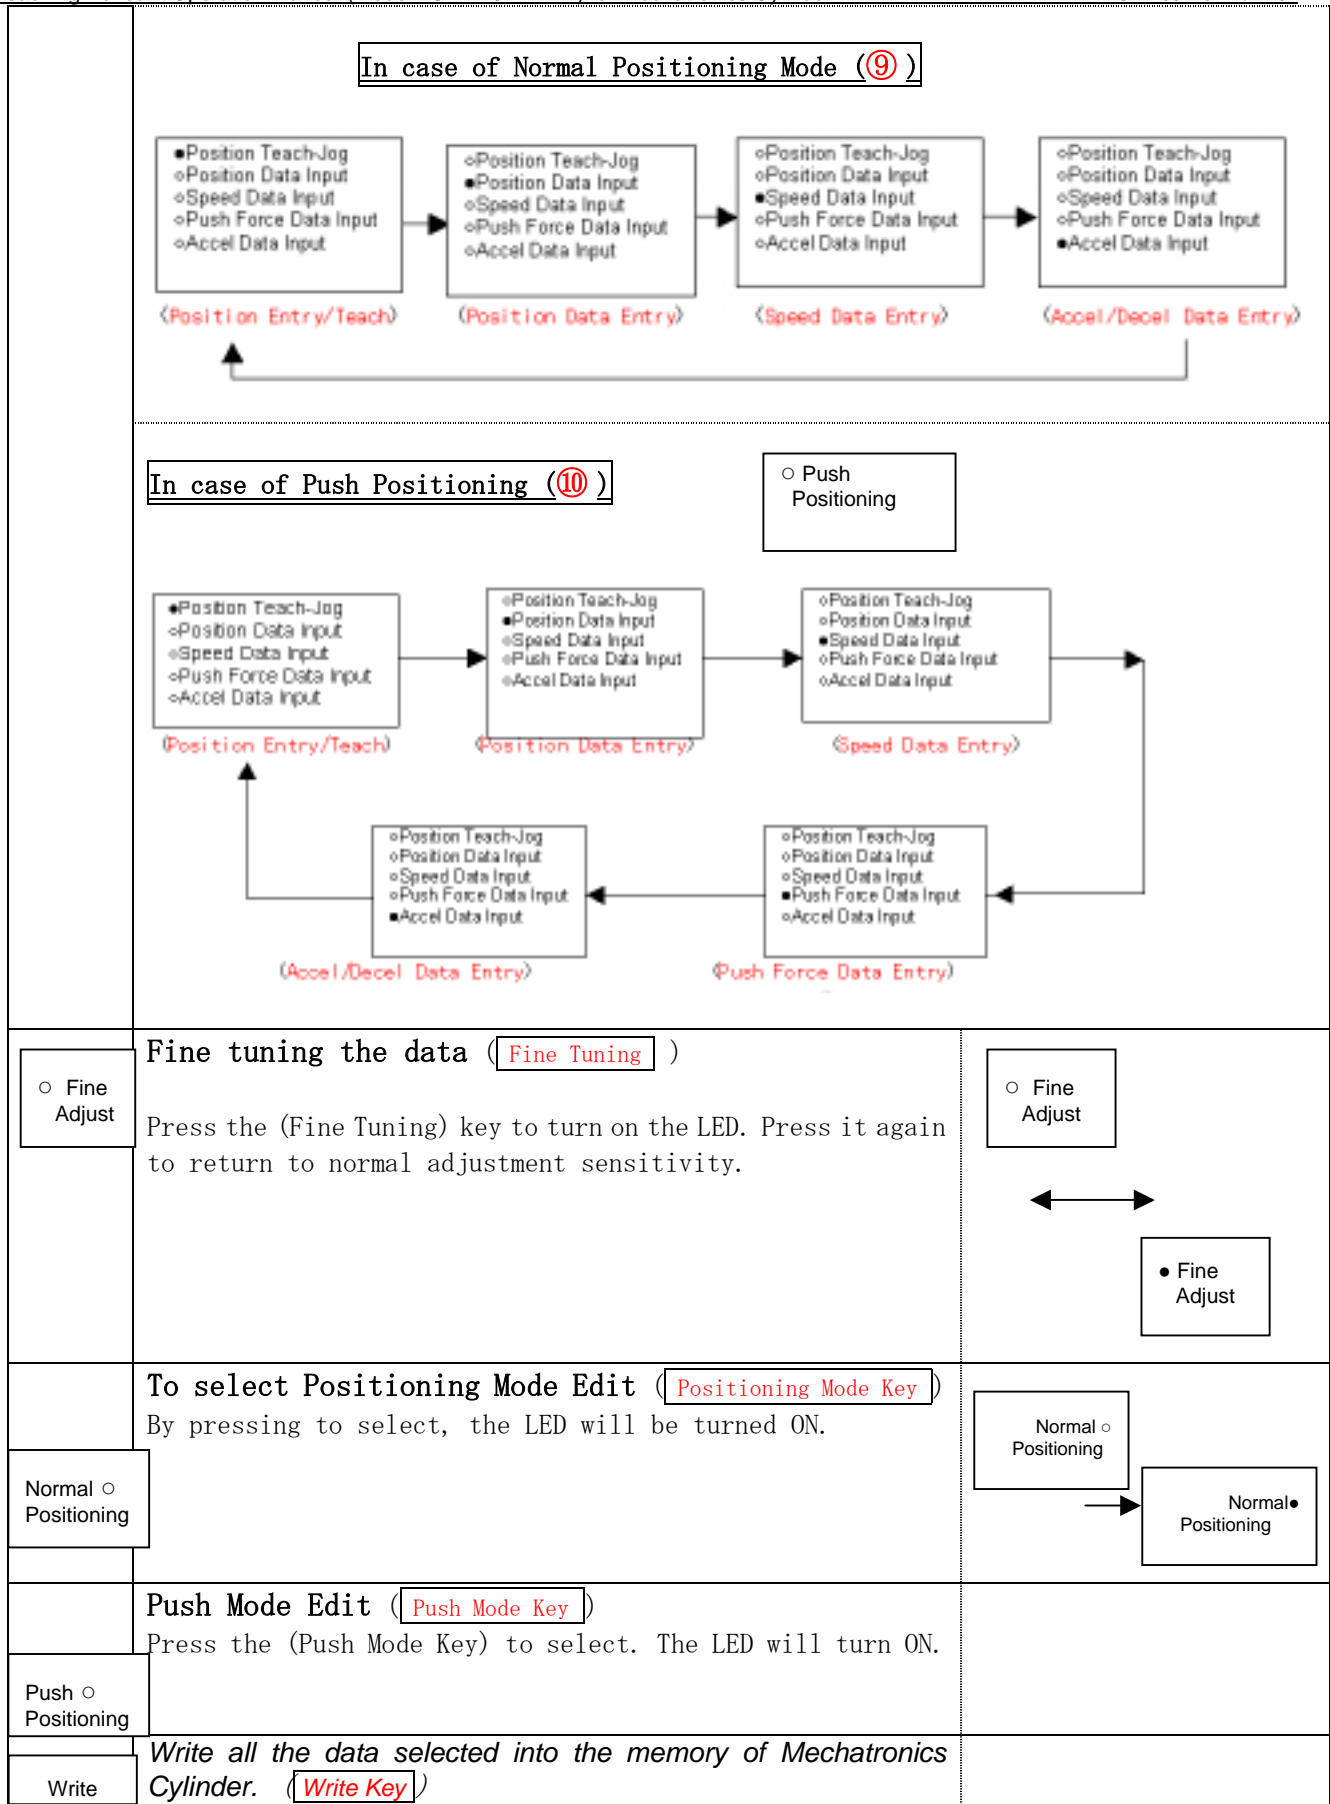 In case of Normal Positioning Mode (⑨)
●Position Teach-Jog
○Position Data Input
○Speed Data Input
○Push Force Data Input
○Accel Data Input
(Position Entry/Teach)
○Position Teach-Jog
●Position Data Input
○Speed Data Input
○Push Force Data Input
○Accel Data Input
(Position Data Entry)
○Position Teach-Jog
○Position Data Input
●Speed Data Input
○Push Force Data Input
○Accel Data Input
(Speed Data Entry)
○Position Teach-Jog
○Position Data Input
○Speed Data Input
○Push Force Data Input
●Accel Data Input
(Accel/Decel Data Entry)
In case of Push Positioning (⑩)
○ Push
Positioning
●Position Teach-Jog
○Position Data Input
○Speed Data Input
○Push Force Data Input
○Accel Data Input
(Position Entry/Teach)
○Position Teach-Jog
●Position Data Input
○Speed Data Input
○Push Force Data Input
○Accel Data Input
(Position Data Entry)
○Position Teach-Jog
○Position Data Input
●Speed Data Input
○Push Force Data Input
○Accel Data Input
(Speed Data Entry)
○Position Teach-Jog
○Position Data Input
○Speed Data Input
○Push Force Data Input
●Accel Data Input
(Accel/Decel Data Entry)
○Position Teach-Jog
○Position Data Input
○Speed Data Input
●Push Force Data Input
○Accel Data Input
(Push Force Data Entry)
○ Fine
Adjust
Fine tuning the data ( Fine Tuning )
Press the (Fine Tuning) key to turn on the LED. Press it again
to return to normal adjustment sensitivity.
○ Fine
Adjust
● Fine
Adjust
Normal ○
Positioning
To select Positioning Mode Edit ( Positioning Mode Key )
By pressing to select, the LED will be turned ON.
Normal ○
Positioning
Normal●
Positioning
Push ○
Positioning
Push Mode Edit ( Push Mode Key )
Press the (Push Mode Key) to select. The LED will turn ON.
Write
Write all the data selected into the memory of Mechatronics
Cylinder. ( Write Key )